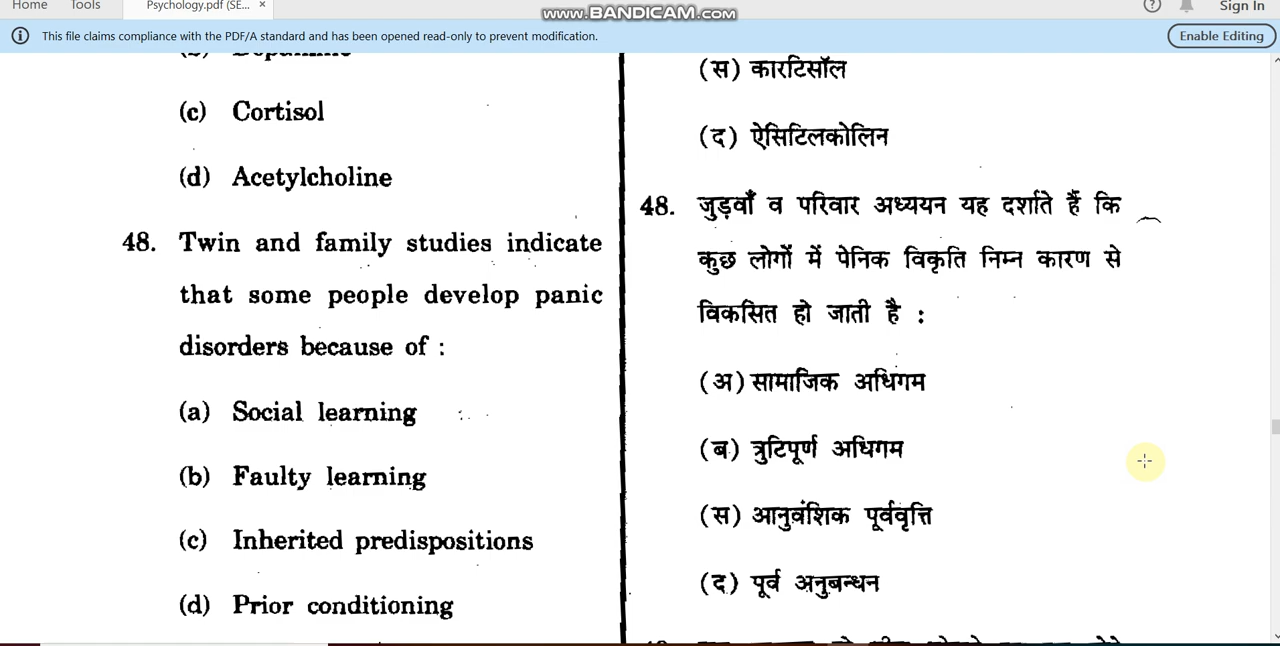 Home
Tools
Psychology.pdf (SE...
×
www.BANDICAM.com
Sign In
This file claims compliance with the PDF/A standard and has been opened read-only to prevent modification.
Enable Editing
(c) Cortisol
(d) Acetylcholine
48. Twin and family studies indicate
that some people develop panic
disorders because of :
(a) Social learning
(b) Faulty learning
(c) Inherited predispositions
(d) Prior conditioning
(स) कारटिसॉल
(द) ऐसिटिलकोलिन
48. जुड़वाँ व परिवार अध्ययन यह दर्शाते हैं कि
कुछ लोगों में पेनिक विकृति निम्न कारण से
विकसित हो जाती है :
(अ) सामाजिक अधिगम
(ब) त्रुटिपूर्ण अधिगम
(स) आनुवंशिक पूर्ववृत्ति
(द) पूर्व अनुबन्धन